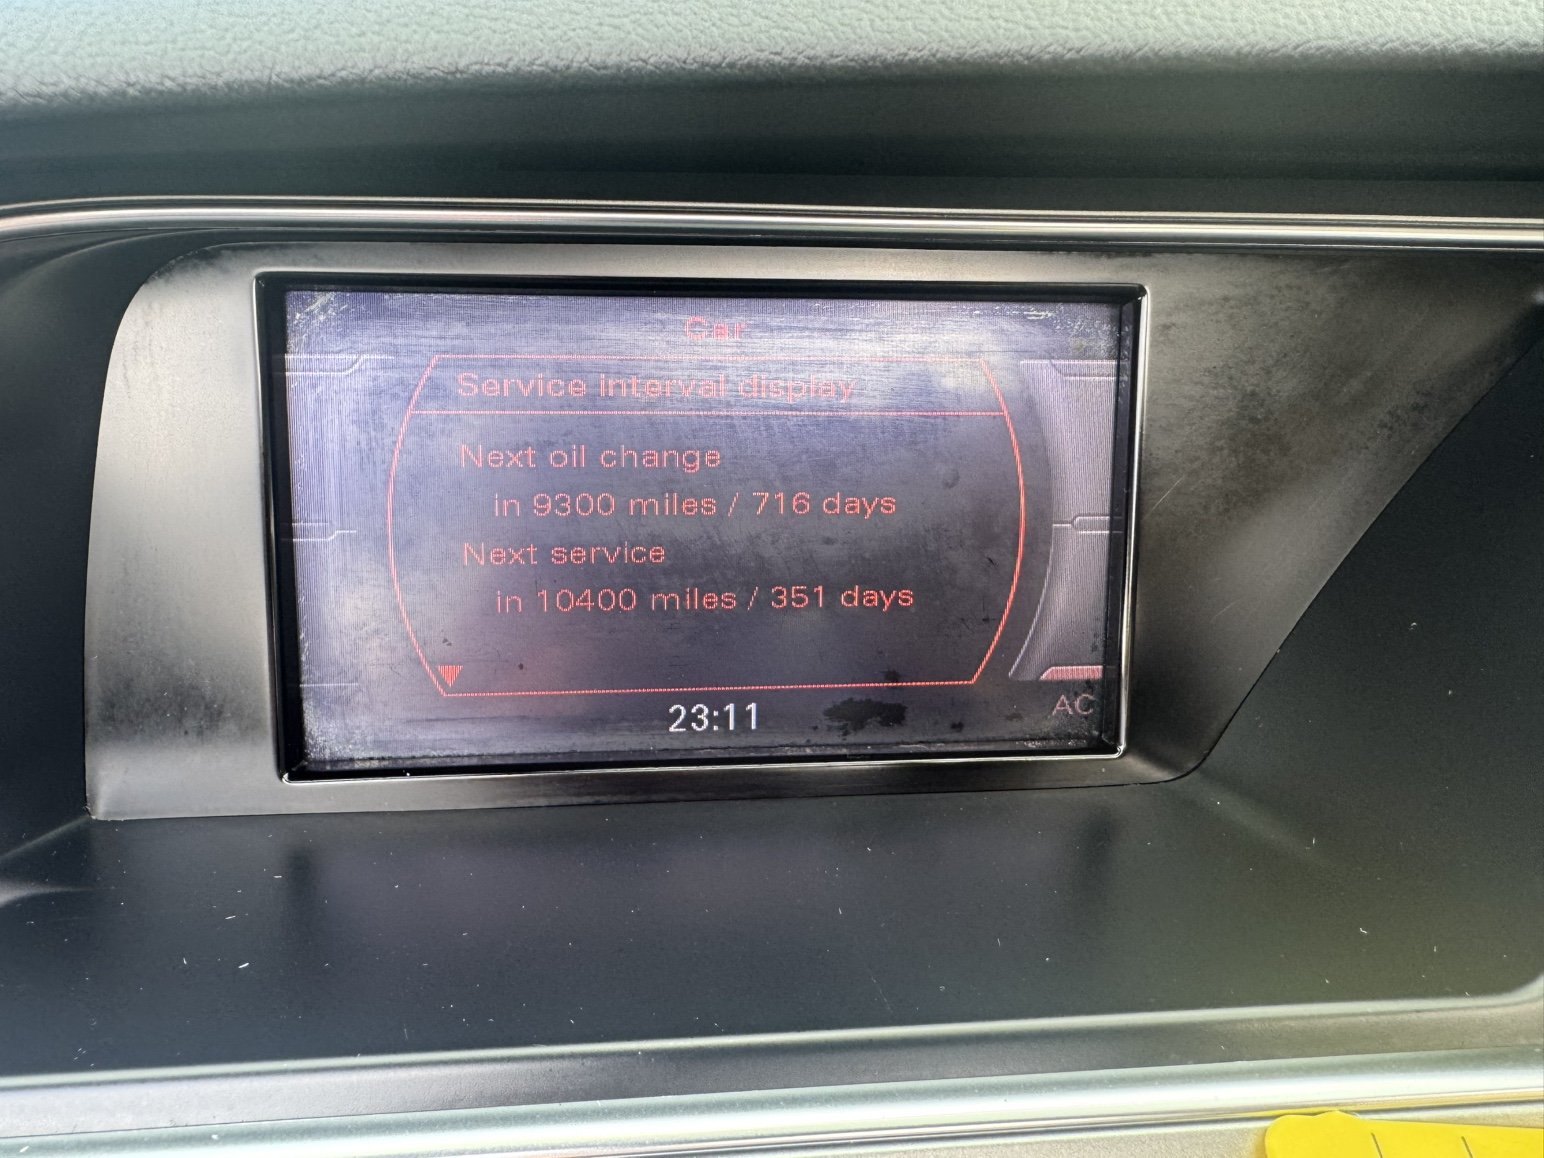 Car
Service interval display
Next oil change
in 9300 miles / 716 days
Next service
in 10400 miles / 351 days
23:11
AC